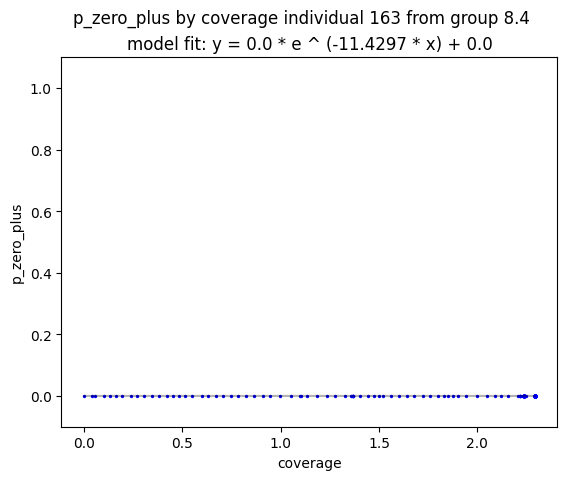 p_zero_plus by coverage individual 163 from group 8.4
model fit: y = 0.0 * e ^ (-11.4297 * x) + 0.0
1.0
0.8
0.6
0.4
0.2
0.0
p_zero_plus
0.0 0.5 1.0 1.5 2.0
coverage